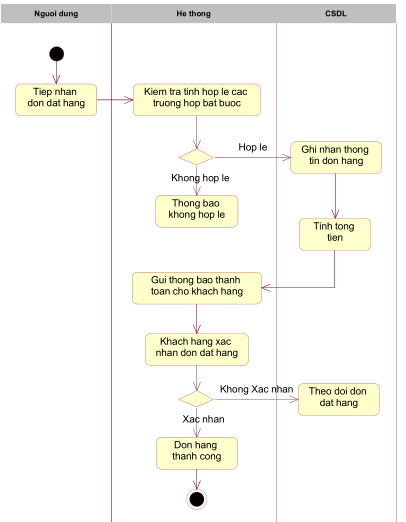 Nguoi dung
He thong
CSDL
Tiep nhan
don dat hang
Kiem tra tinh hop le cac
truong hop bat buoc
Hop le
Ghi nhan thong
tin don hang
Khong hop le
Thong bao
khong hop le
Tinh tong
tien
Gui thong bao thanh
toan cho khach hang
Khach hang xac
nhan don dat hang
Khong Xac nhan
Theo doi don
dat hang
Xac nhan
Don hang
thanh cong